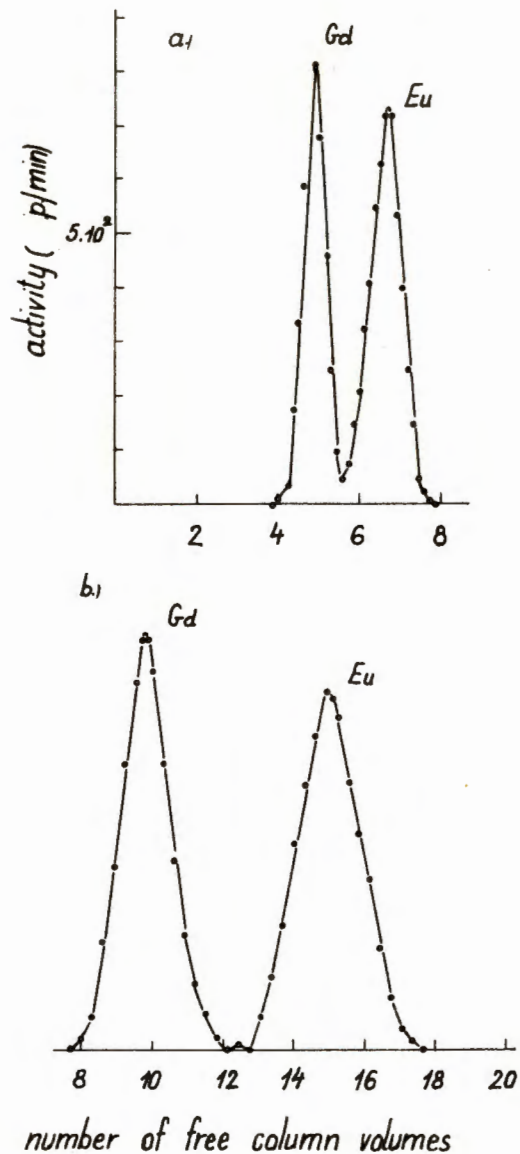 a.)
Gd
Eu
activity ( p/min)
5.10²
2 4 6 8
b.)
Gd
Eu
8 10 12 14 16 18 20
number of free column volumes